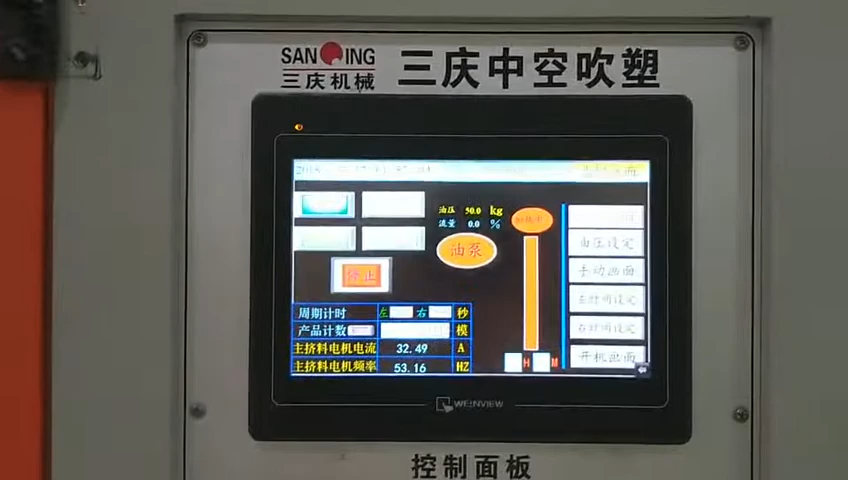 SANQING
三庆机械
三庆中空吹塑
油压 50.0 kg
流量 0.0 %
油泵
停止
油压设定
手动画面
左时间设定
右时间设定
开机画面
周期计时 左 右 秒
产品计数 模
主挤料电机电流 32.49 A
主挤料电机频率 53.16 HZ
H M
WEINVIEW
控制面板